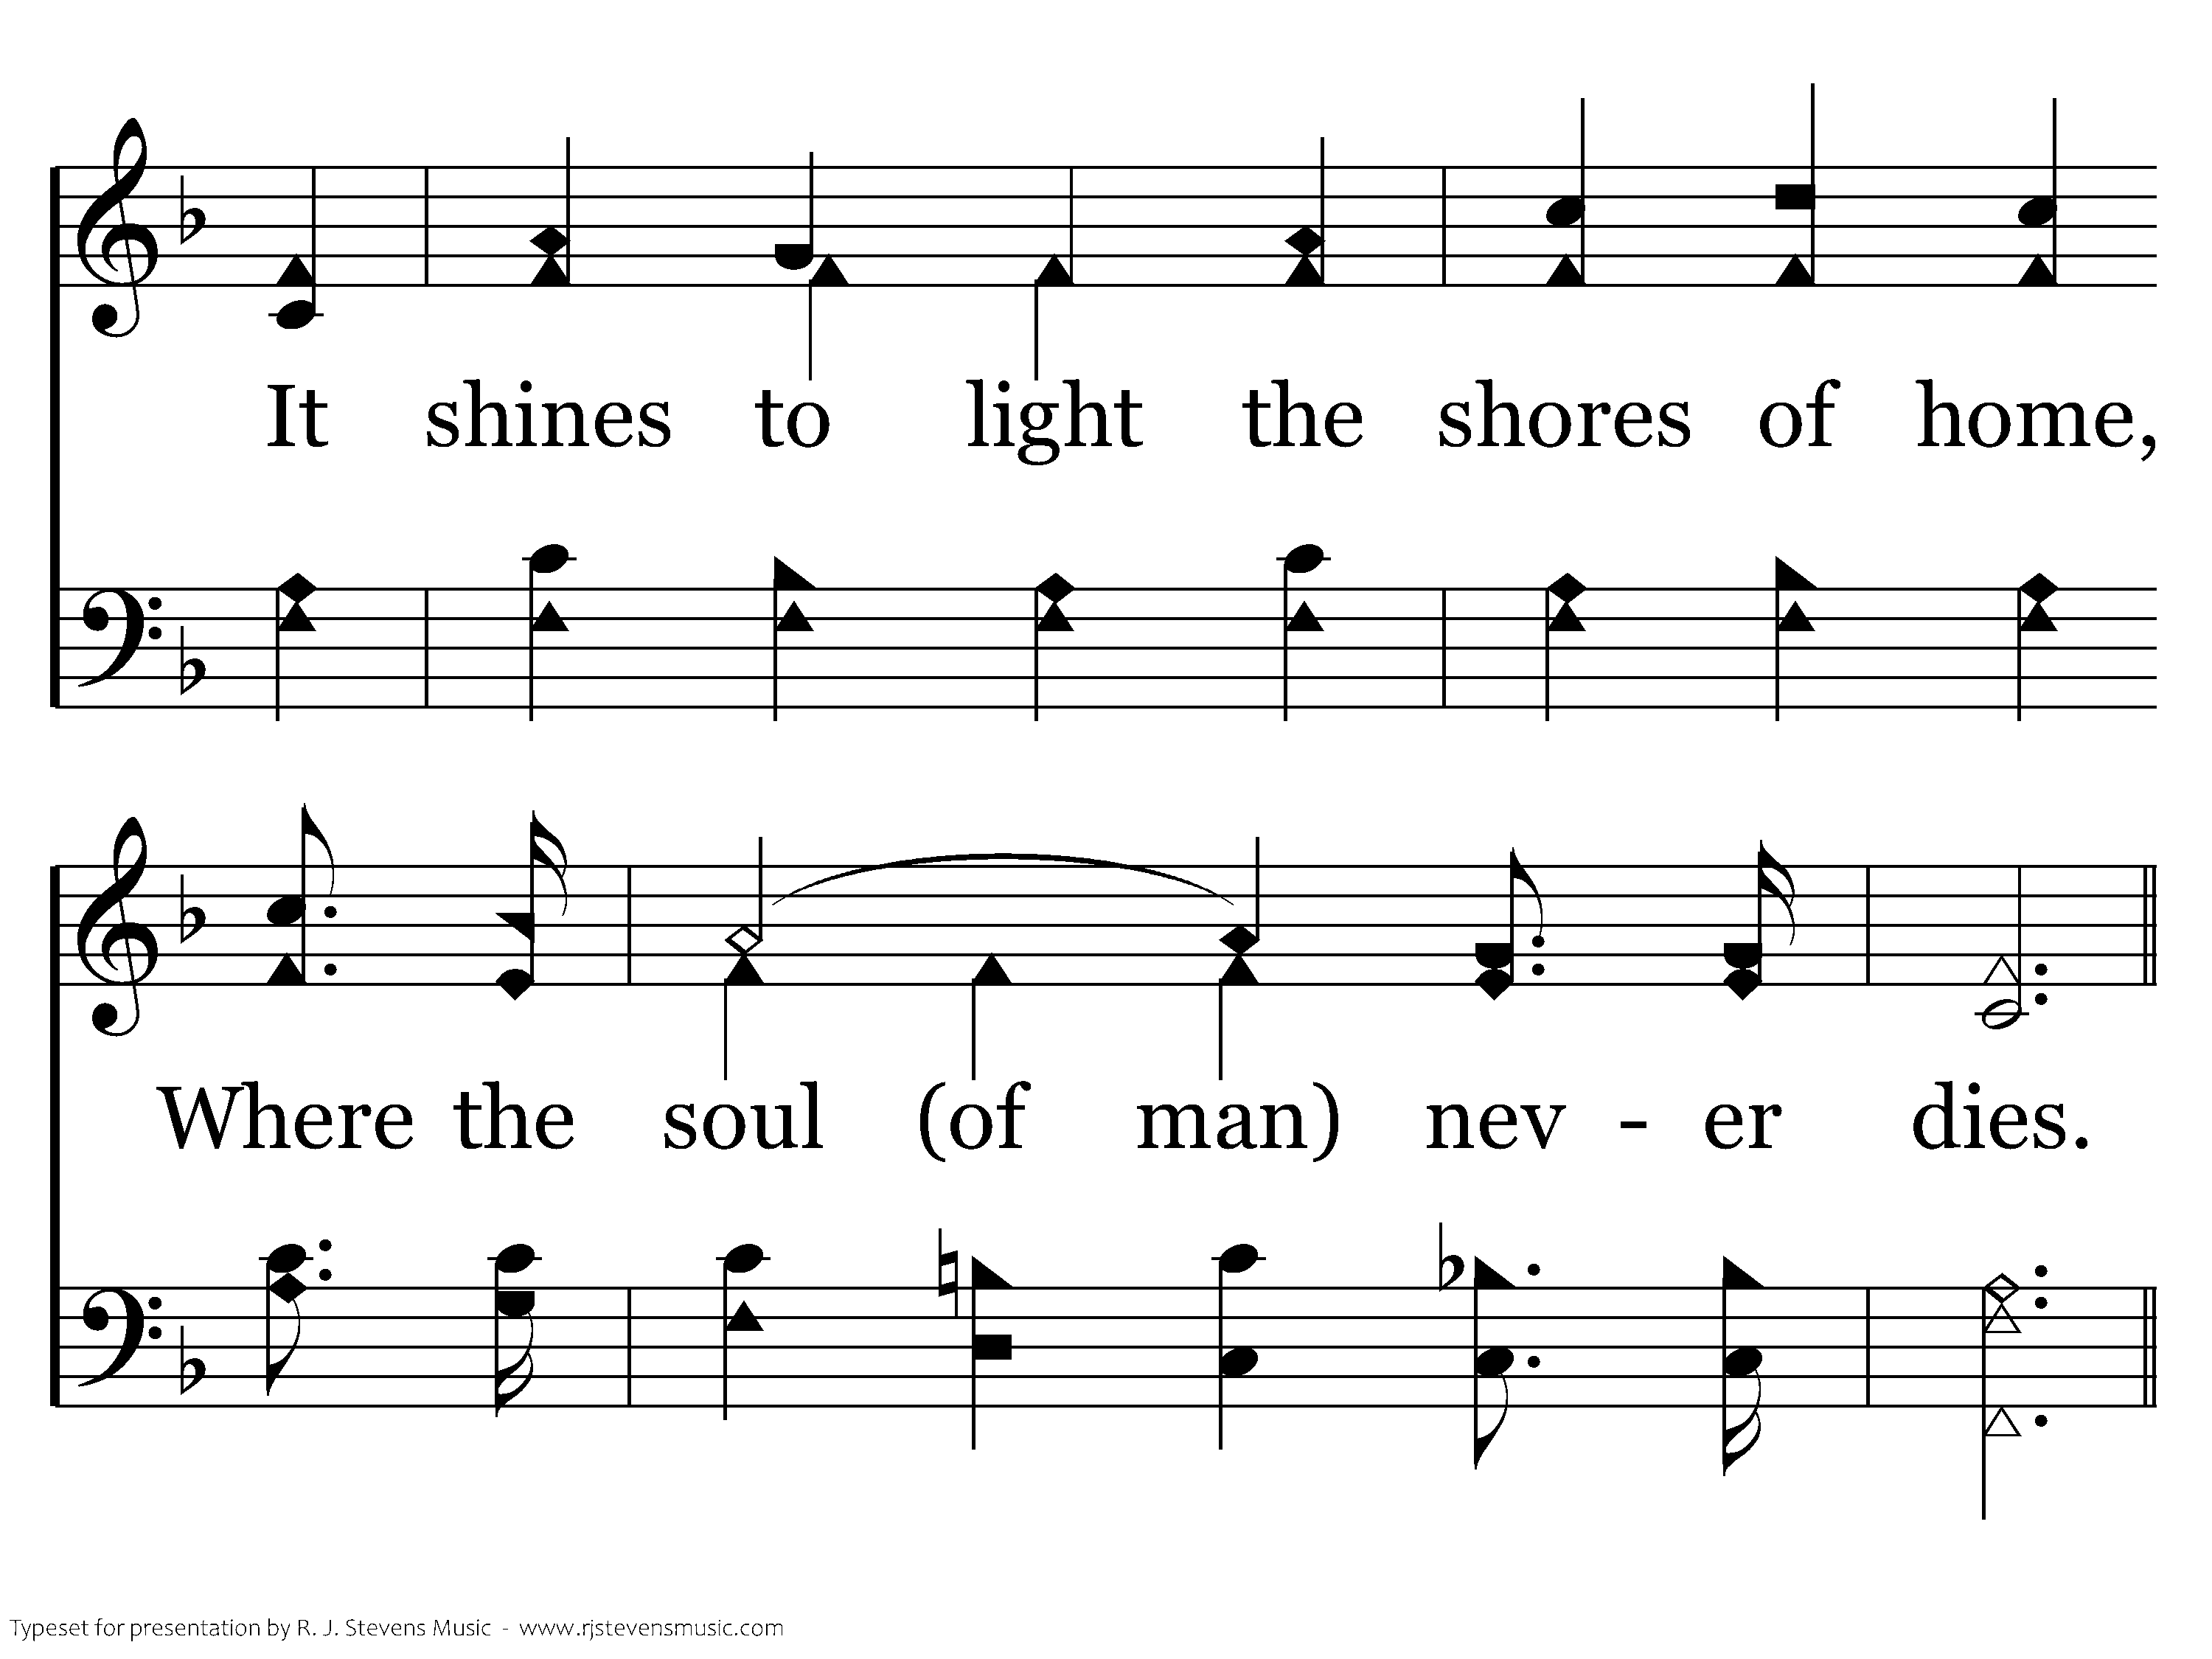 It shines to light the shores of home,
Where the soul (of man) nev - er dies.
Typeset for presentation by R. J. Stevens Music - www.rjstevensmusic.com